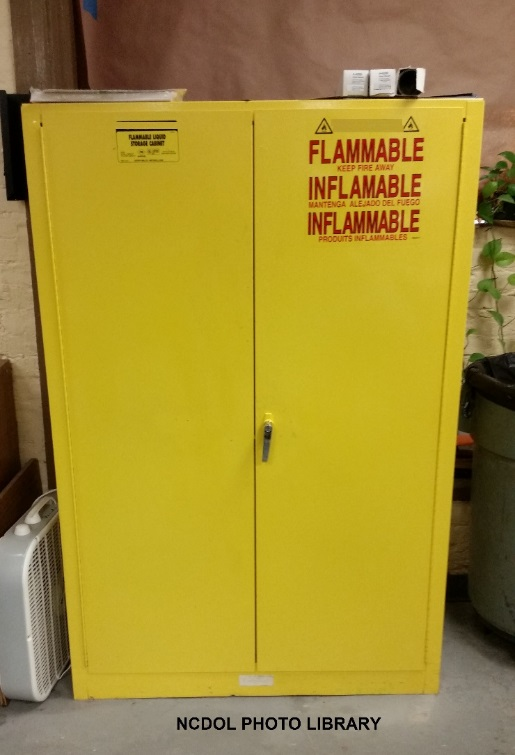 FLAMMABLE LIQUID
STORAGE CABINET
FLAMMABLE
KEEP FIRE AWAY
INFLAMABLE
MANTENGA ALEJADO DEL FUEGO
INFLAMMABLE
PRODUITS INFLAMMABLES
NCDOL PHOTO LIBRARY